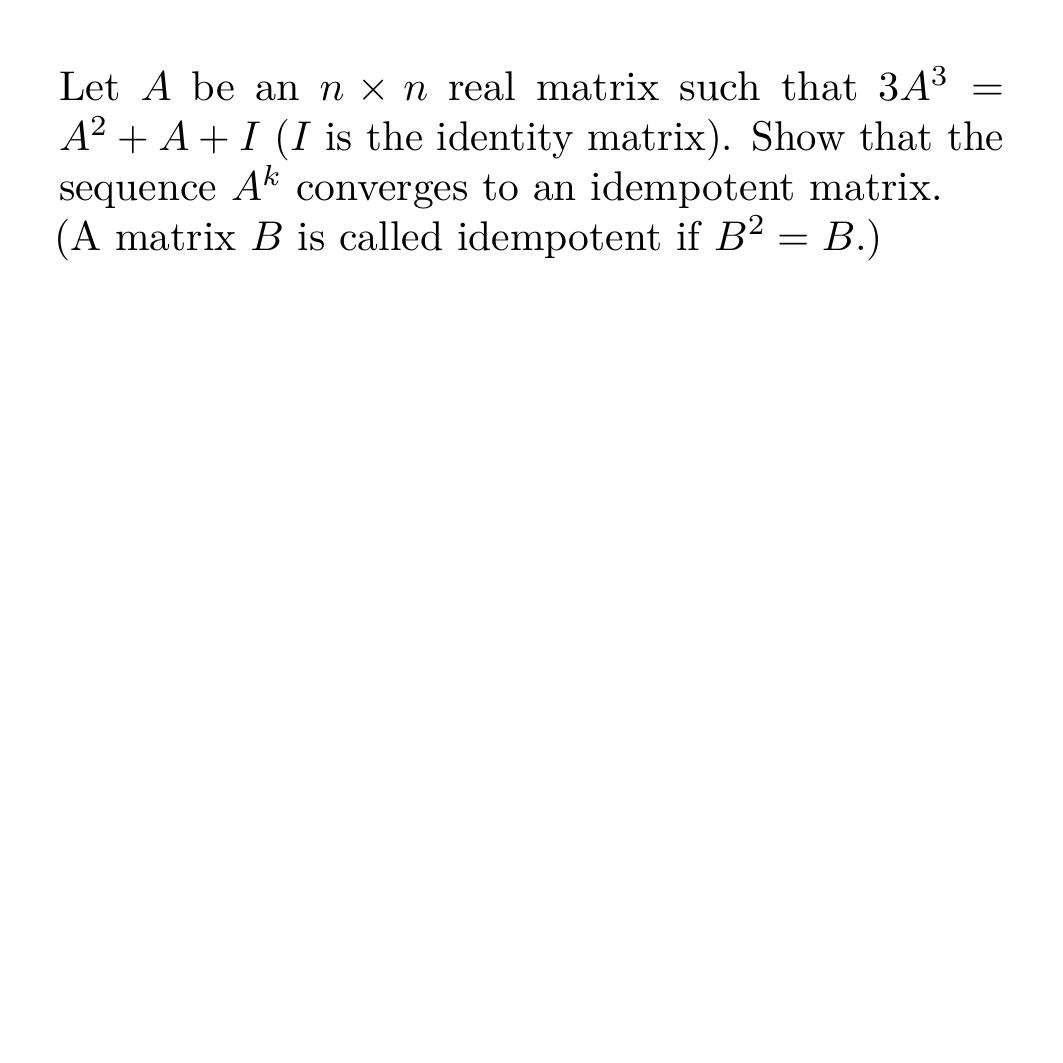 Let $A$ be an $n \times n$ real matrix such that $3A^3 =$
$A^2 + A + I$ ($I$ is the identity matrix). Show that the
sequence $A^k$ converges to an idempotent matrix.
(A matrix $B$ is called idempotent if $B^2 = B$.)